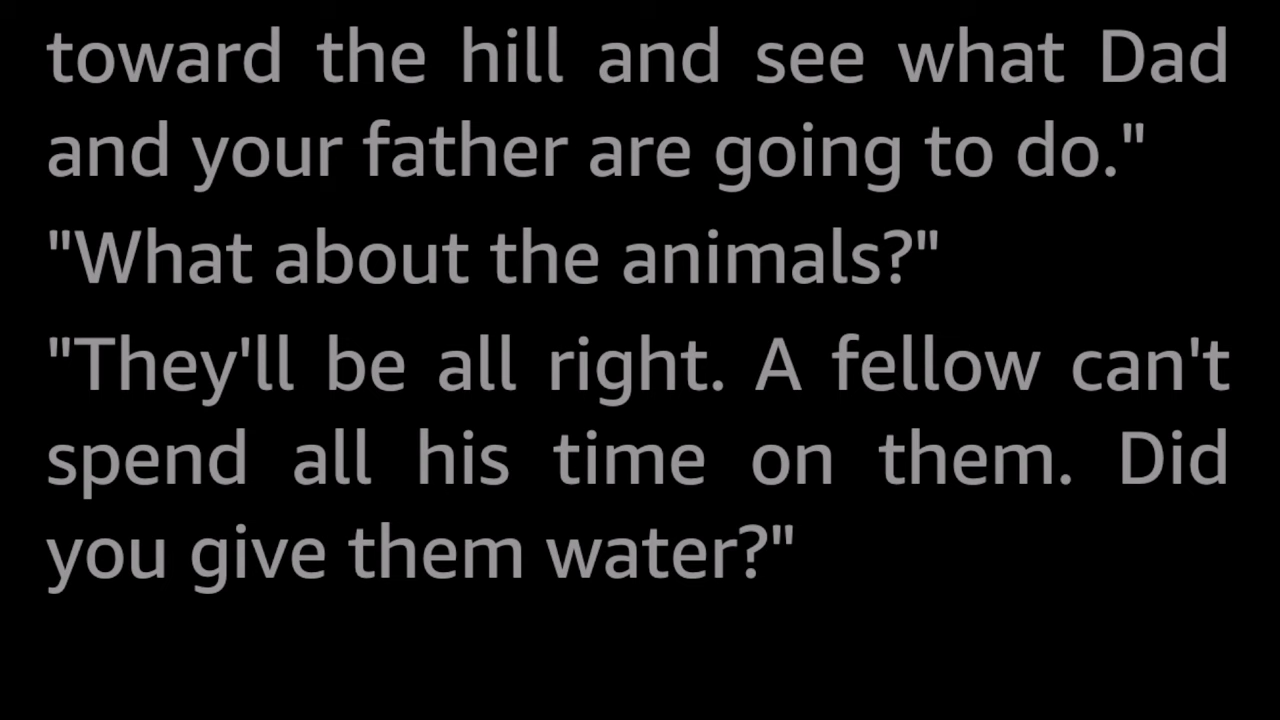 toward the hill and see what Dad
and your father are going to do."
"What about the animals?"
"They'll be all right. A fellow can't
spend all his time on them. Did
you give them water?"